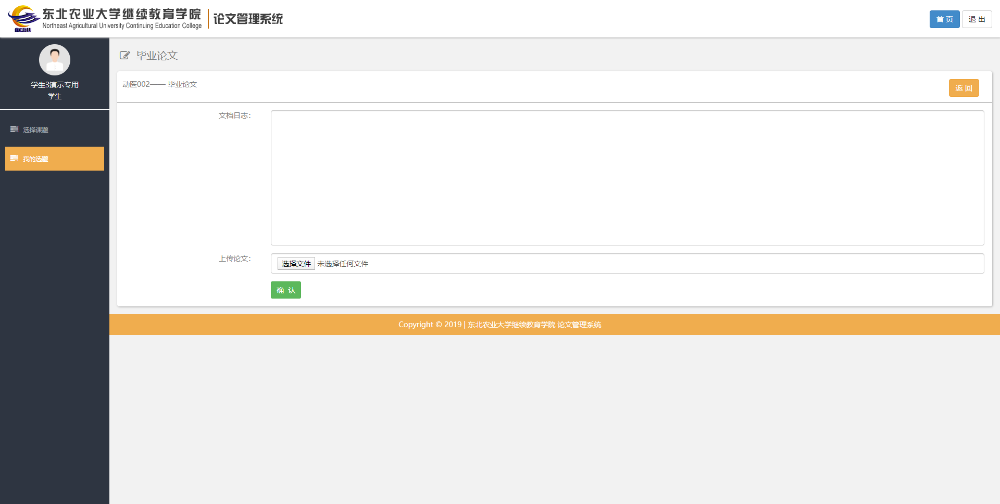 东北农业大学继续教育学院
Northeast Agricultural University Continuing Education College
NEAU
论文管理系统
首 页
退 出
学生3演示专用
学生
选择课题
我的选题
毕业论文
动医002—— 毕业论文
返 回
文档日志：
上传论文：
选择文件 未选择任何文件
确 认
Copyright © 2019 | 东北农业大学继续教育学院 论文管理系统